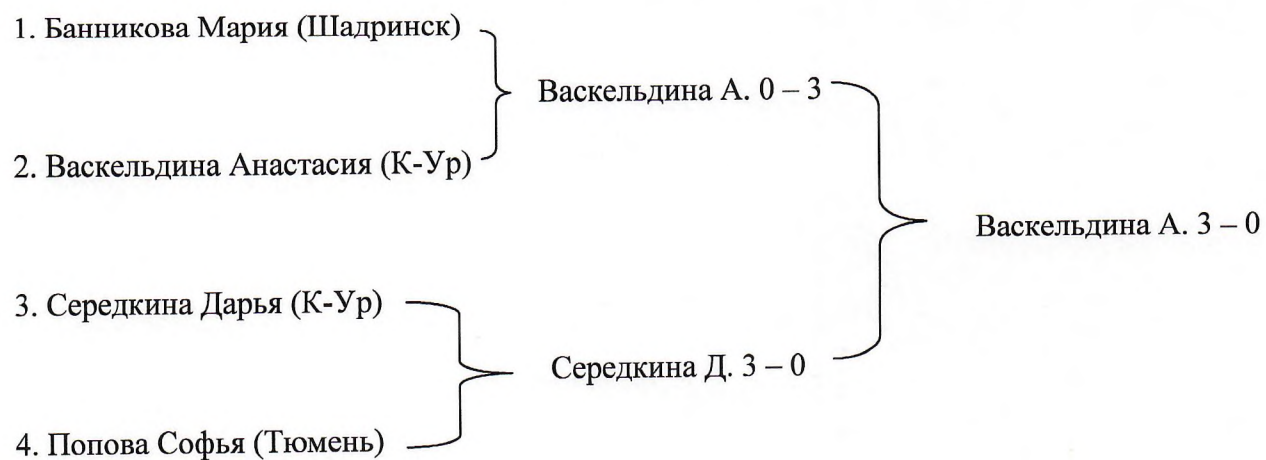 1. Банникова Мария (Шадринск)
Васкельдина А. 0 – 3
2. Васкельдина Анастасия (К-Ур)
Васкельдина А. 3 – 0
3. Середкина Дарья (К-Ур)
Середкина Д. 3 – 0
4. Попова Софья (Тюмень)